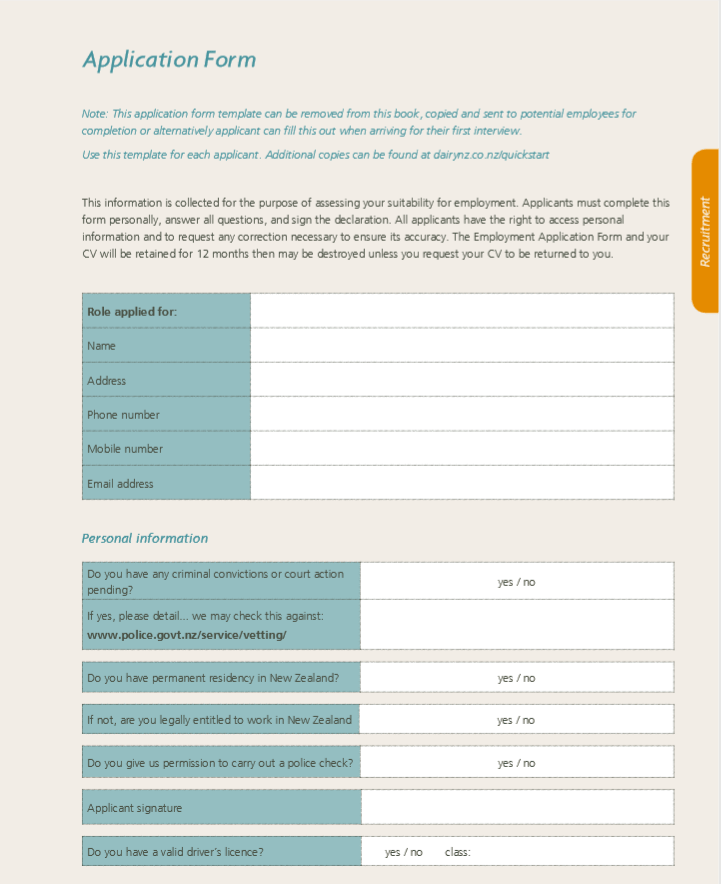 Application Form
Note: This application form template can be removed from this book, copied and sent to potential employees for
completion or alternatively applicant can fill this out when arriving for their first interview.
Use this template for each applicant. Additional copies can be found at dairynz.co.nz/quickstart
This information is collected for the purpose of assessing your suitability for employment. Applicants must complete this
form personally, answer all questions, and sign the declaration. All applicants have the right to access personal
information and to request any correction necessary to ensure its accuracy. The Employment Application Form and your
CV will be retained for 12 months then may be destroyed unless you request your CV to be returned to you.
Recruitment
Role applied for:
Name
Address
Phone number
Mobile number
Email address
Personal information
Do you have any criminal convictions or court action
pending?
yes / no
If yes, please detail... we may check this against:
www.police.govt.nz/service/vetting/
Do you have permanent residency in New Zealand? yes / no
If not, are you legally entitled to work in New Zealand yes / no
Do you give us permission to carry out a police check? yes / no
Applicant signature
Do you have a valid driver's licence? yes / no class: